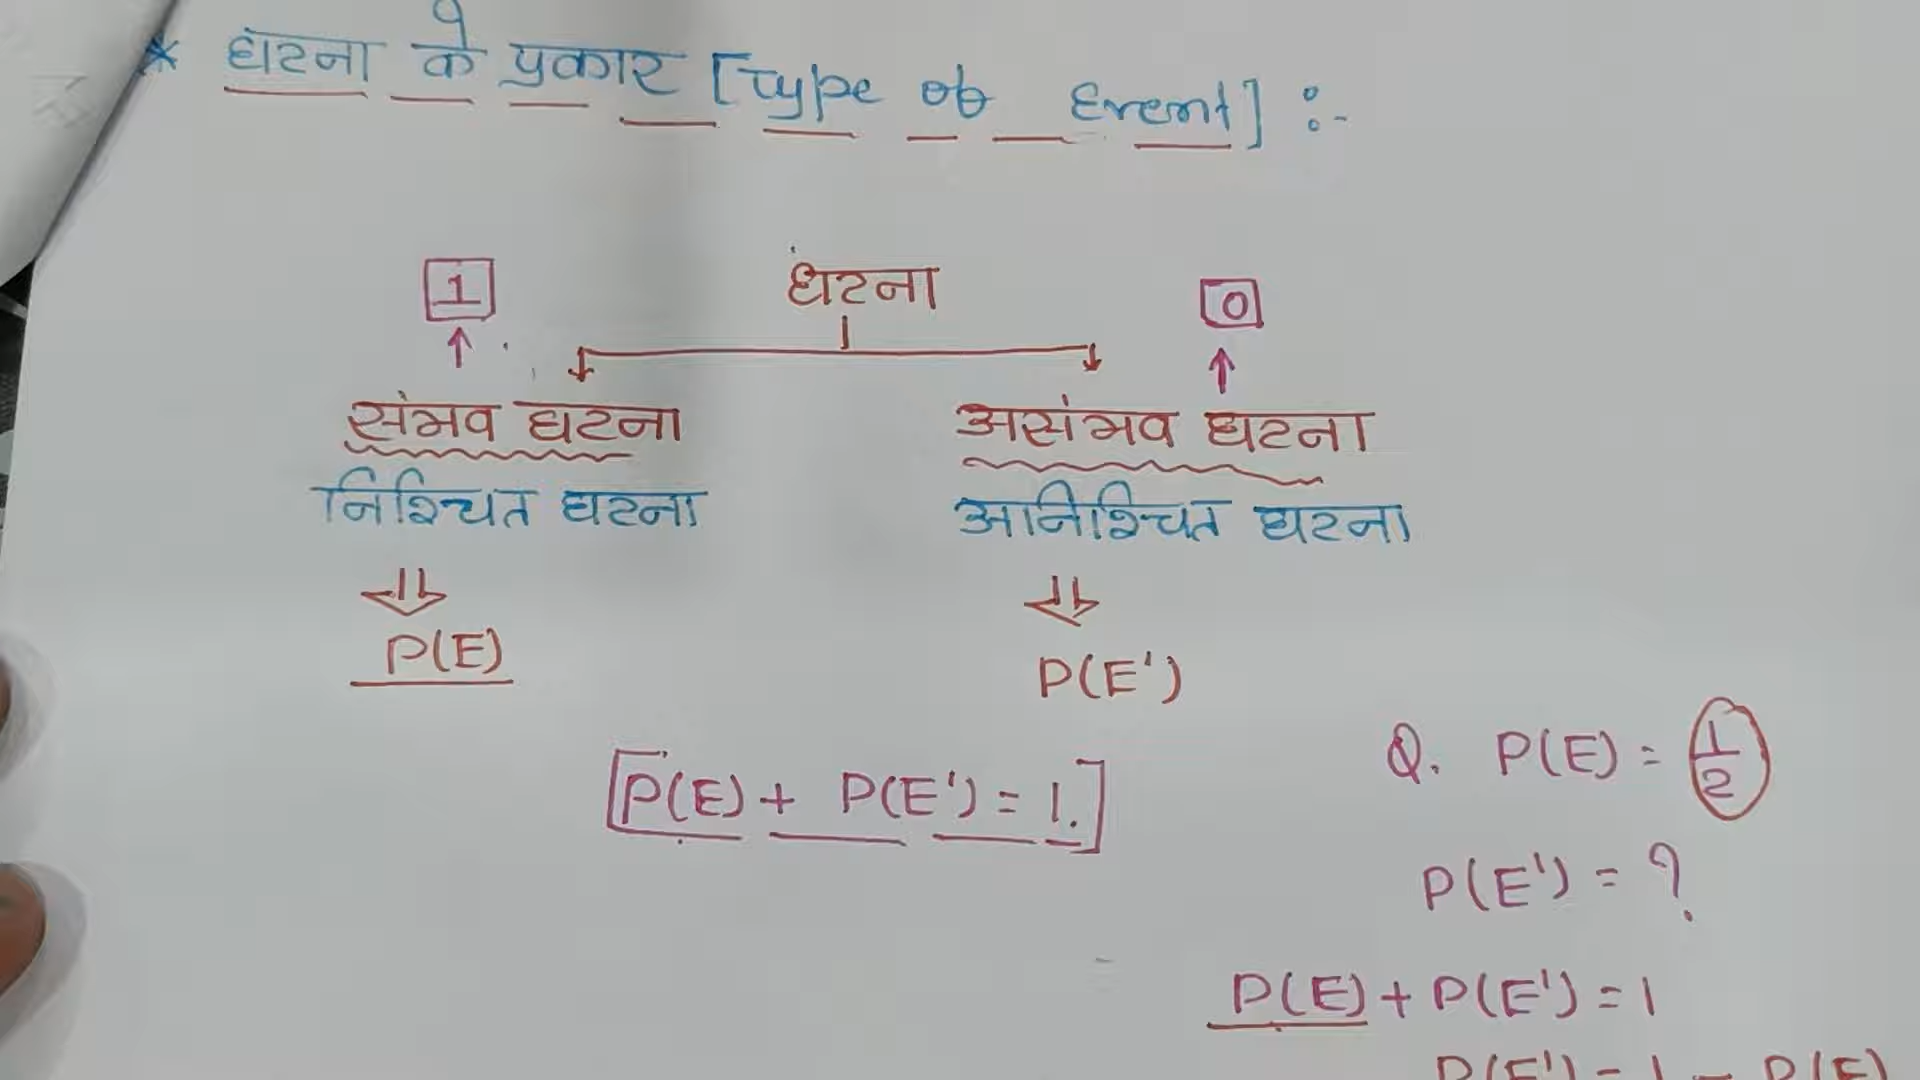 * घटना के प्रकार [Type of Event] :-
1 घटना 0
संभव घटना असंभव घटना
निश्चित घटना अनिश्चित घटना
P(E) P(E')
[P(E) + P(E') = 1.]
Q. P(E) = 1/2
P(E') = ?
P(E) + P(E') = 1
P(E') = 1 - P(E)